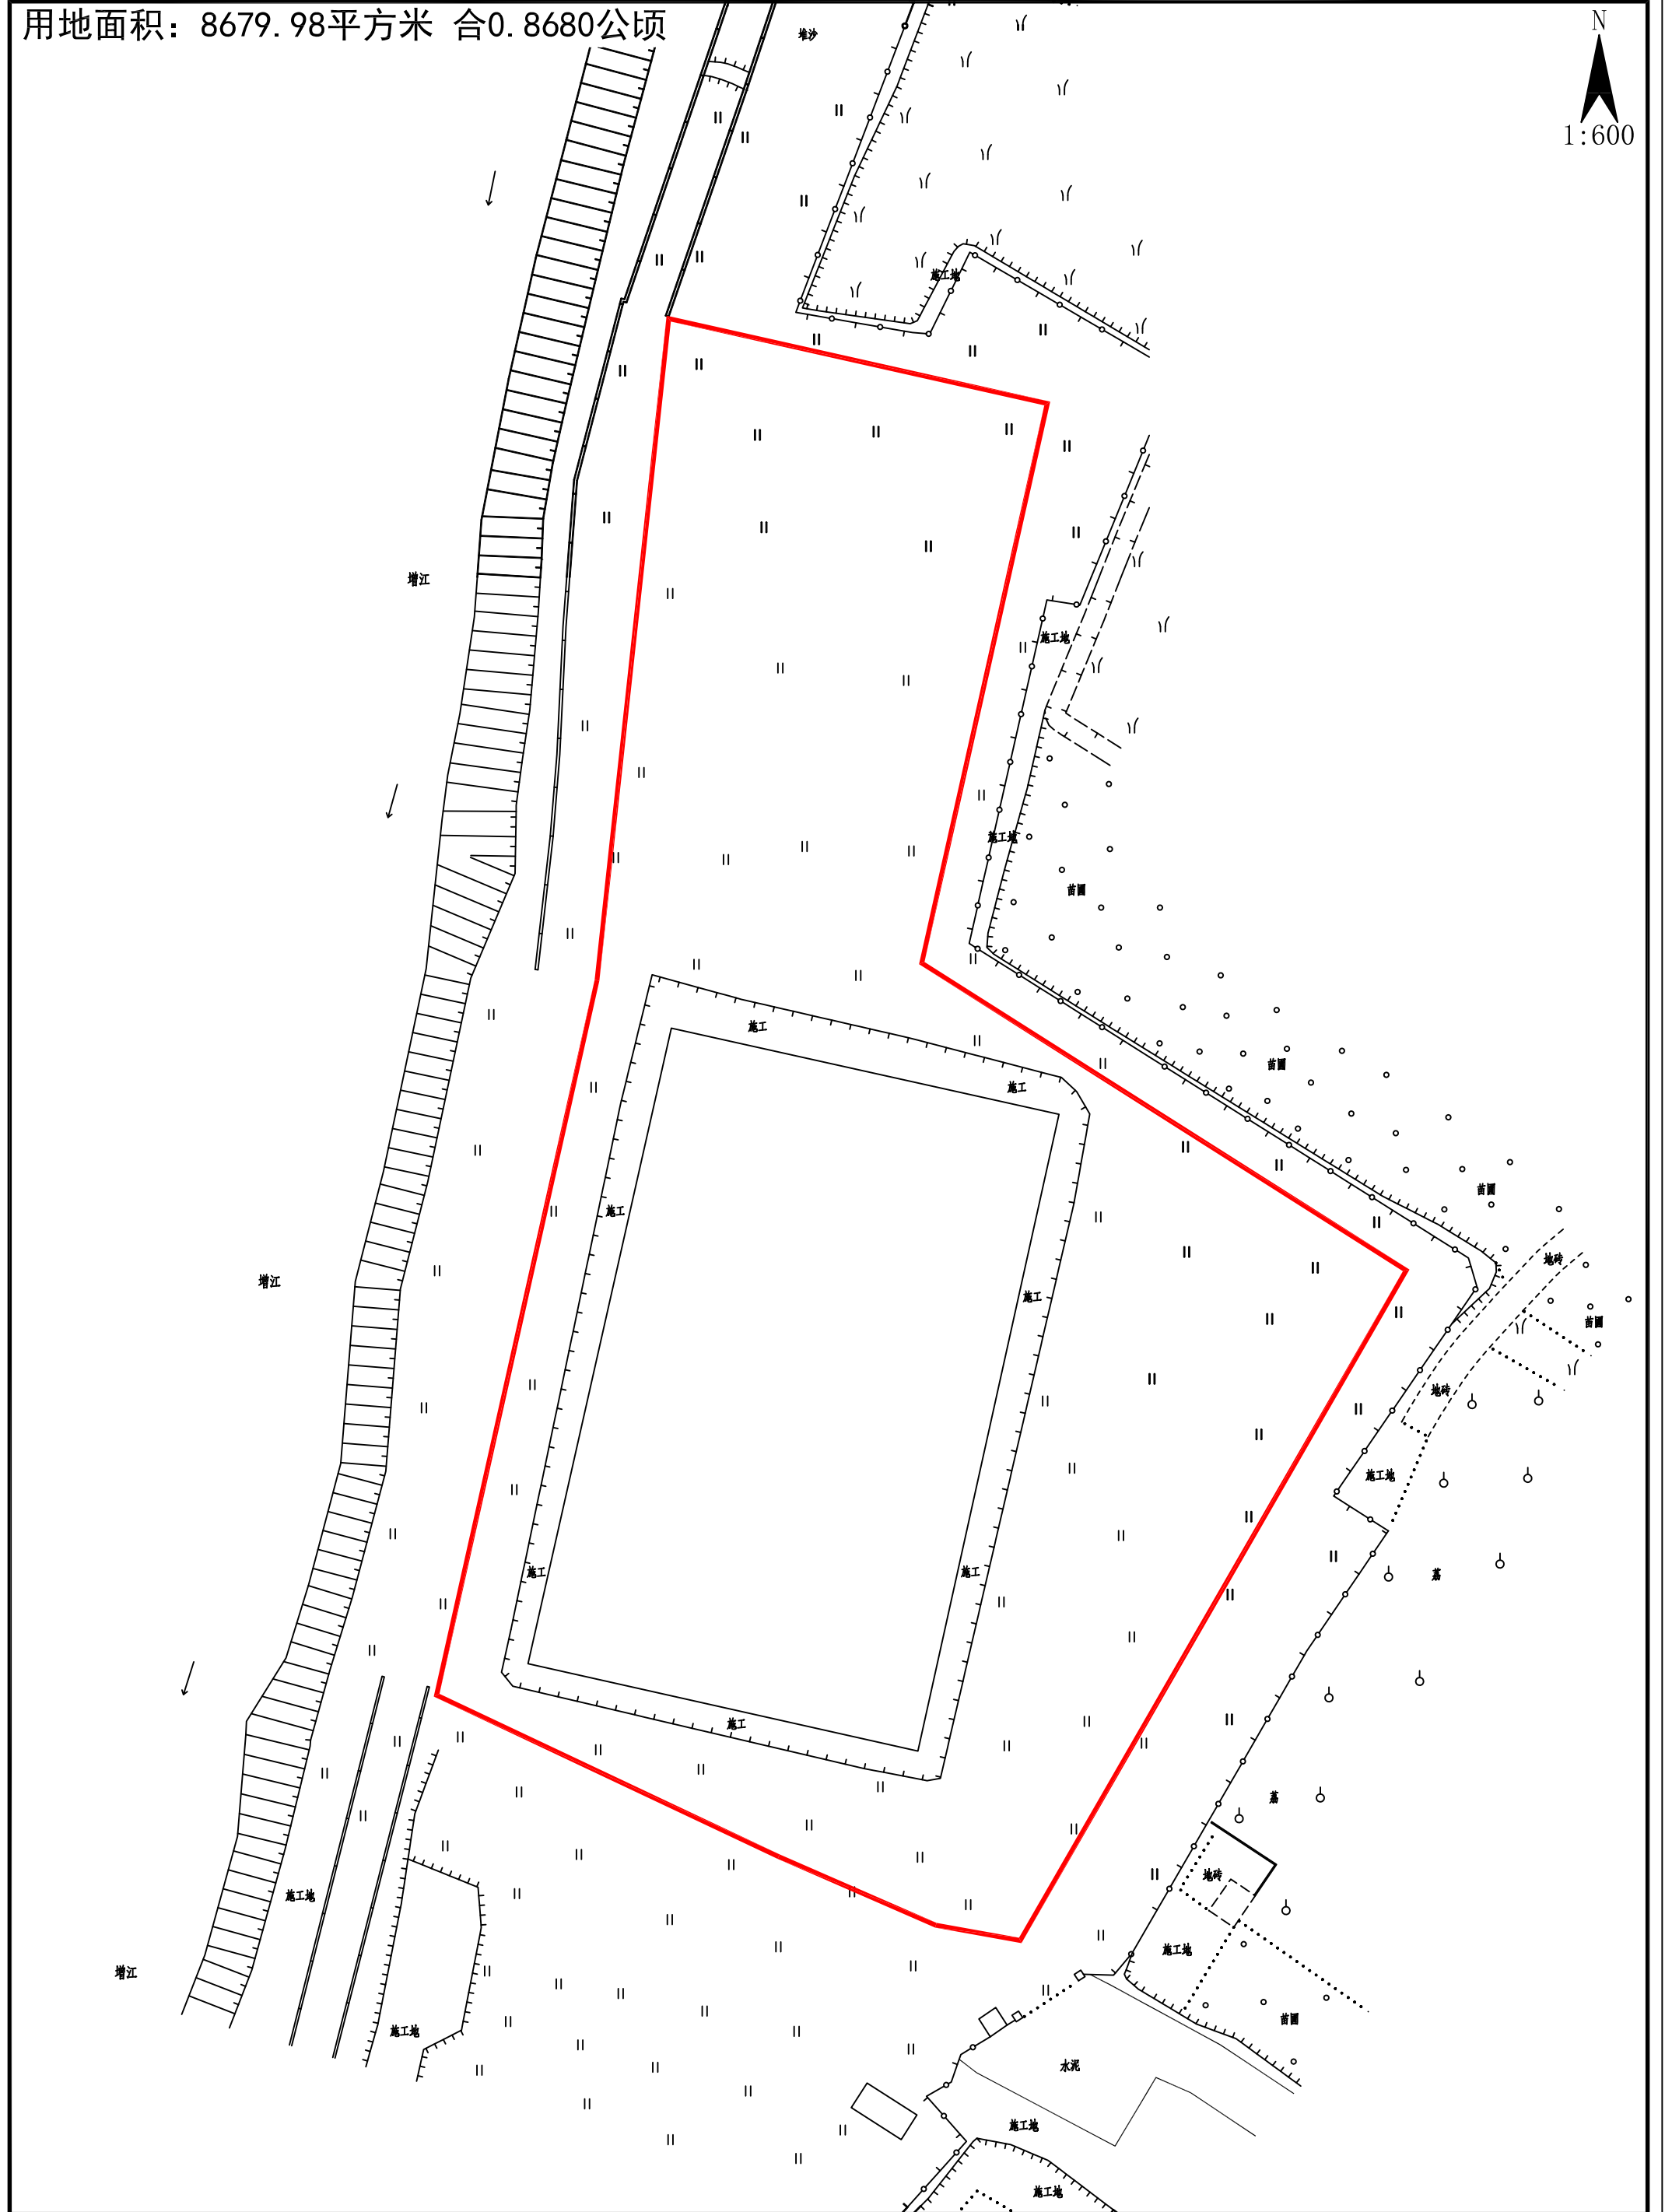 用地面积：8679.98平方米 合0.8680公顷
N
1:600
堆沙
施工地
增江
施工地
施工地
苗圃
施工
苗圃
施工
苗圃
施工
地砖
增江
施工
苗圃
地砖
施工地
施工
施工
荔
施工
荔
地砖
施工地
施工地
增江
苗圃
施工地
水泥
施工地
施工地